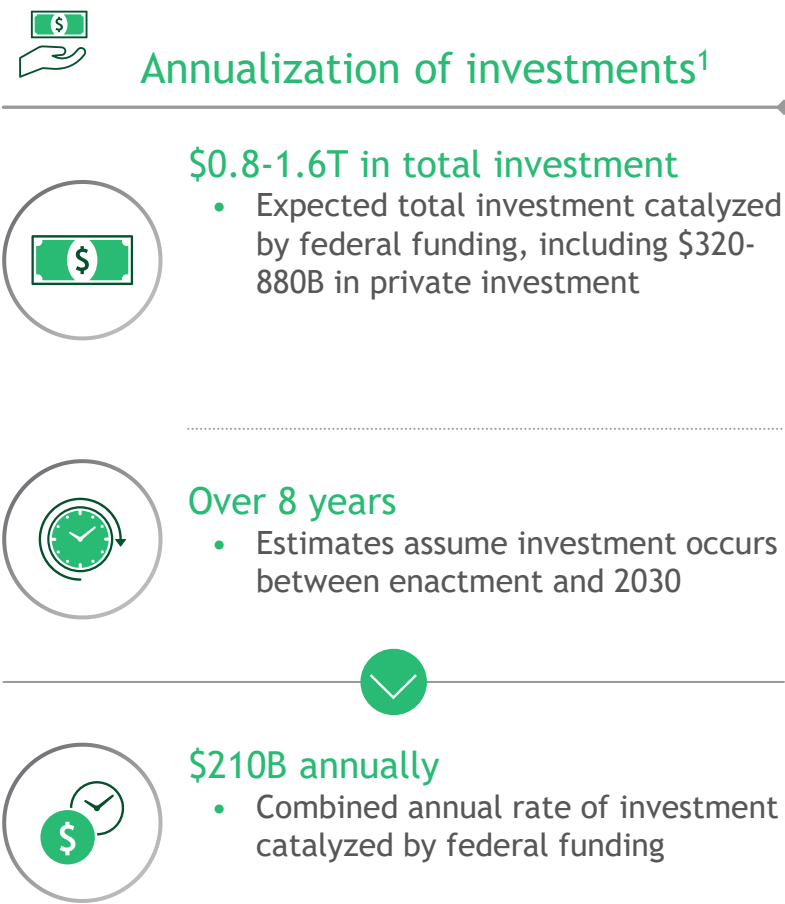 $
Annualization of investments¹
$0.8-1.6T in total investment
$
• Expected total investment catalyzed
by federal funding, including $320-
880B in private investment
Over 8 years
• Estimates assume investment occurs
between enactment and 2030
$210B annually
$
• Combined annual rate of investment
catalyzed by federal funding